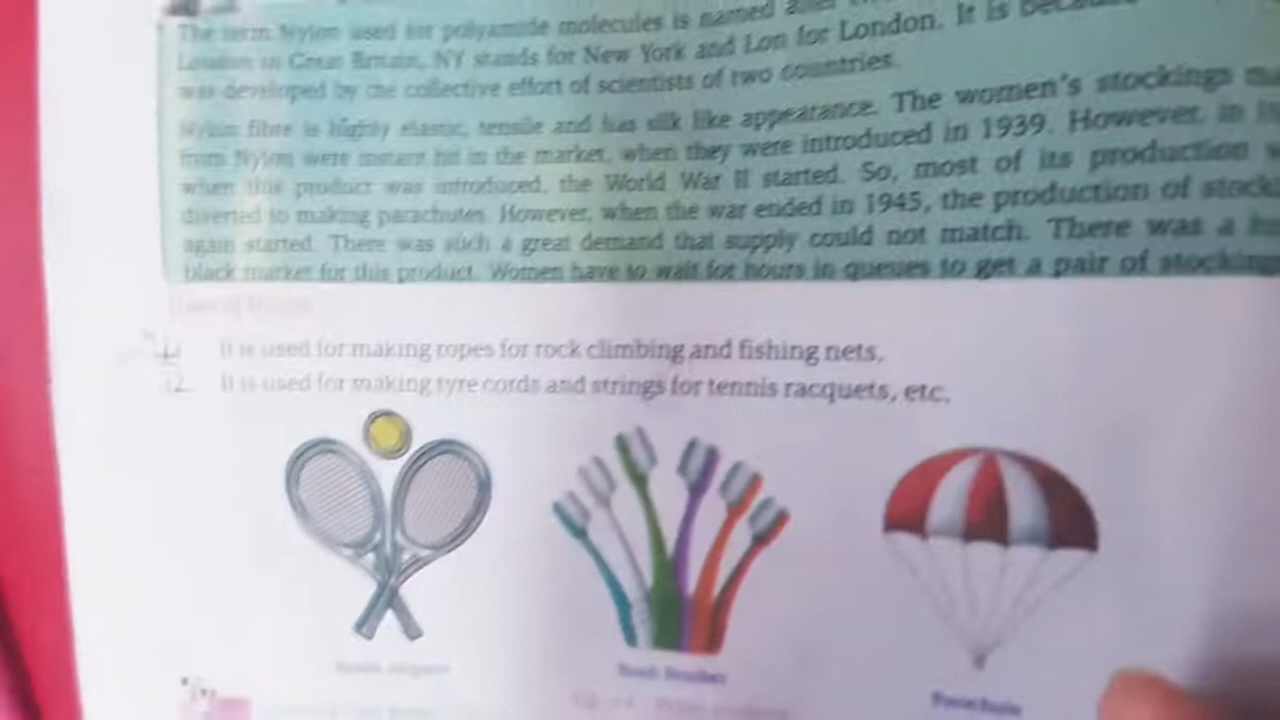 The term Nylon used for polyamide molecules is named after
London in Great Britain, NY stands for New York and Lon for London. It is
was developed by the collective effort of scientists of two countries.
Nylon fibre is highly elastic, tensile and has silk like appearance. The women's stockings
from Nylon were instant hit in the market, when they were introduced in 1939. However, in
when this product was introduced, the World War II started. So, most of its production
diverted to making parachutes. However, when the war ended in 1945, the production of
again started. There was such a great demand that supply could not match. There was a
black market for this product. Women have to wait for hours in queues to get a pair of
Uses of Nylon
1. It is used for making ropes for rock climbing and fishing nets.
2. It is used for making tyre cords and strings for tennis racquets, etc.
Tooth Brushes
Parachute